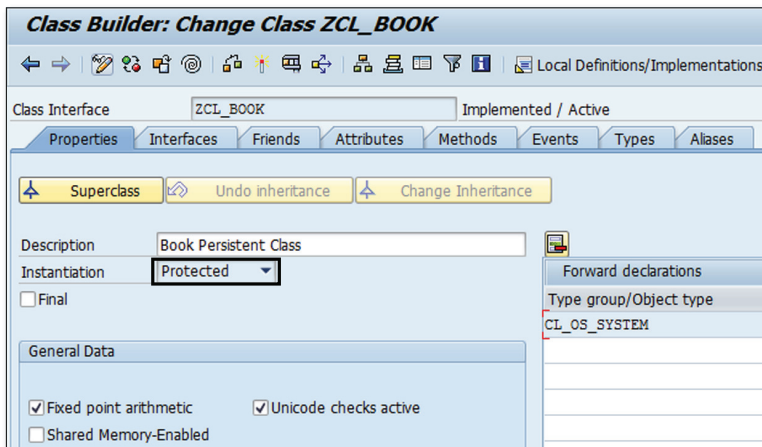 Class Builder: Change Class ZCL_BOOK
Local Definitions/Implementations
Class Interface ZCL_BOOK Implemented / Active
Properties Interfaces Friends Attributes Methods Events Types Aliases
Superclass Undo inheritance Change Inheritance
Description Book Persistent Class
Instantiation Protected
Forward declarations
Final
Type group/Object type
CL_OS_SYSTEM
General Data
Fixed point arithmetic Unicode checks active
Shared Memory-Enabled